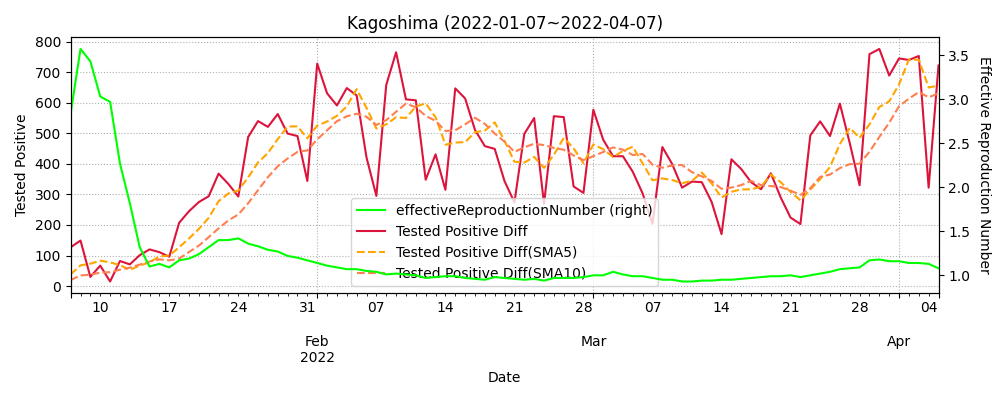 Kagoshima (2022-01-07~2022-04-07)
800
700
600
500
400
300
200
100
0
Tested Positive
3.5
3.0
2.5
2.0
1.5
1.0
Effective Reproduction Number
effectiveReproductionNumber (right)
Tested Positive Diff
Tested Positive Diff(SMA5)
Tested Positive Diff(SMA10)
10 17 24 31 07 14 21 28 07 14 21 28 04
Feb Mar Apr
2022
Date